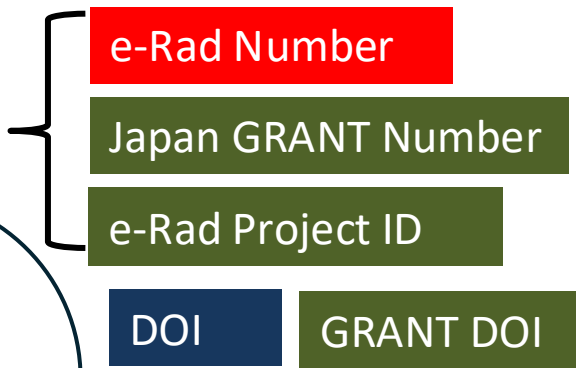 e-Rad Number
Japan GRANT Number
e-Rad Project ID
DOI
GRANT DOI